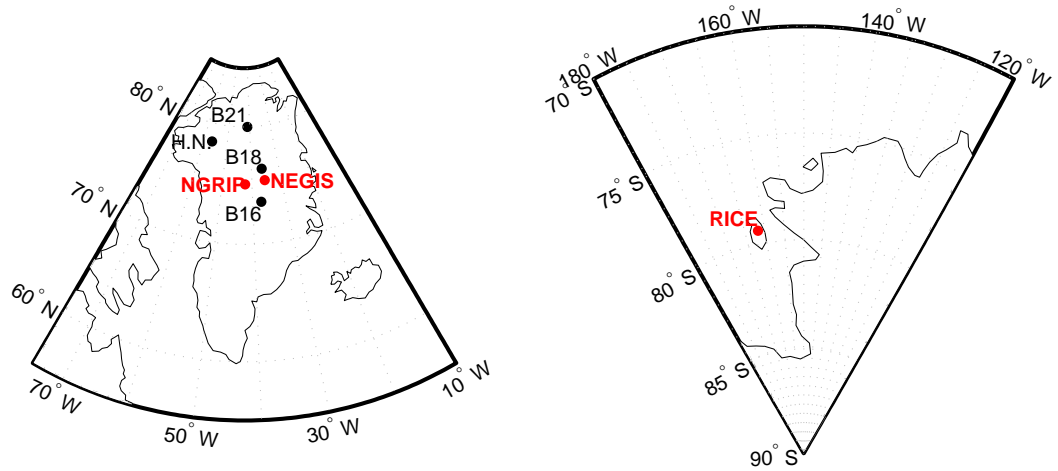 80° N
70° N
60° N
70° W
50° W
30° W
10° W
B21
H.N.
B18
NGRIP
NEGIS
B16
180° W
160° W
140° W
120° W
70° S
75° S
80° S
85° S
90° S
RICE